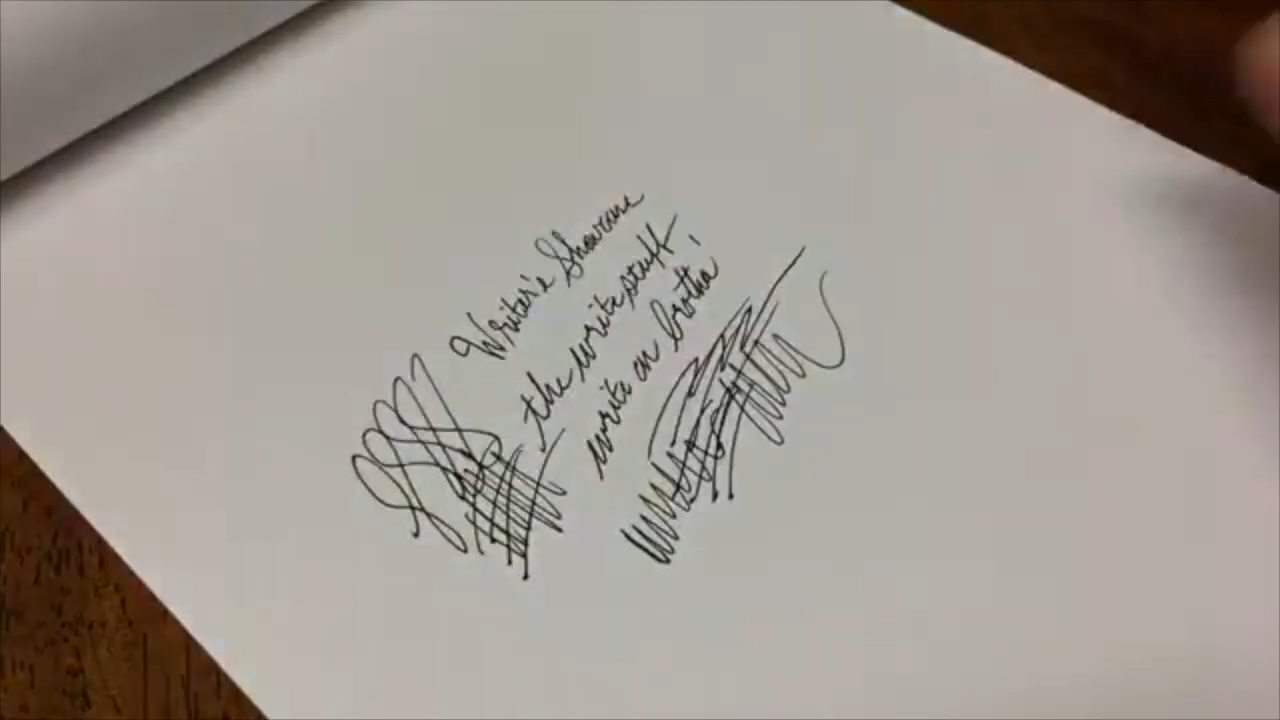 Writer's Showcase
the write stuff,
write on brotha'